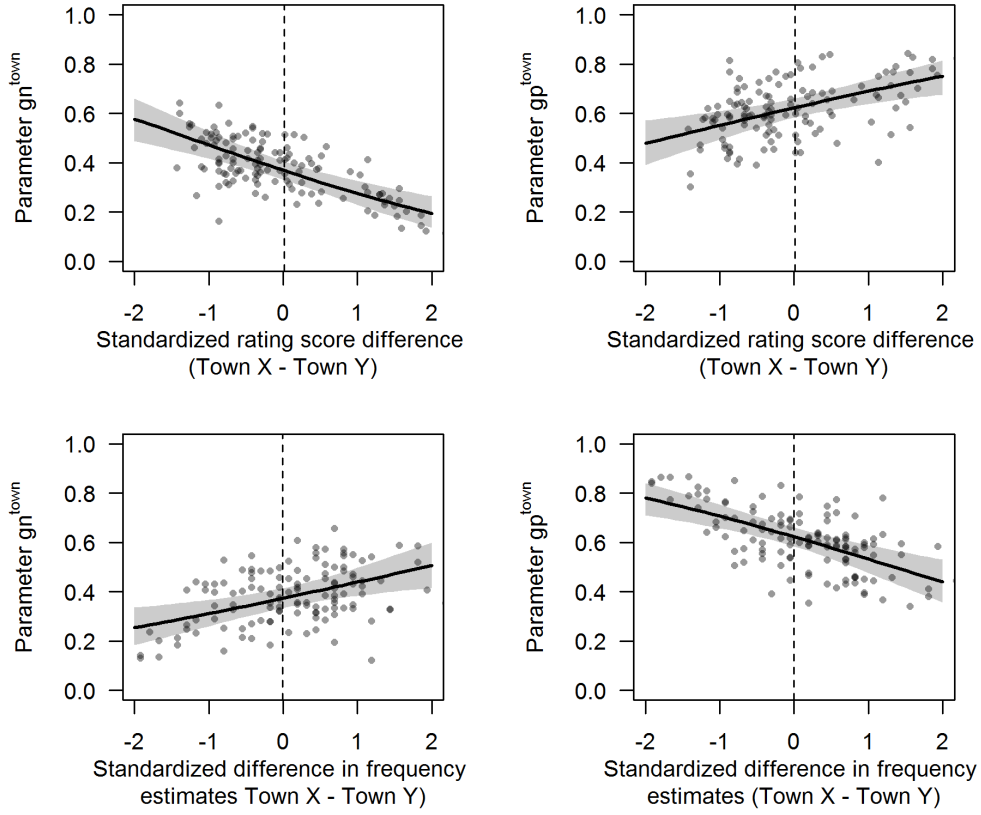 1.0
0.8
0.6
0.4
0.2
0.0
Parameter gn^town
-2 -1 0 1 2
Standardized rating score difference
(Town X - Town Y)
1.0
0.8
0.6
0.4
0.2
0.0
Parameter gp^town
-2 -1 0 1 2
Standardized rating score difference
(Town X - Town Y)
1.0
0.8
0.6
0.4
0.2
0.0
Parameter gn^town
-2 -1 0 1 2
Standardized difference in frequency
estimates Town X - Town Y)
1.0
0.8
0.6
0.4
0.2
0.0
Parameter gp^town
-2 -1 0 1 2
Standardized difference in frequency
estimates (Town X - Town Y)